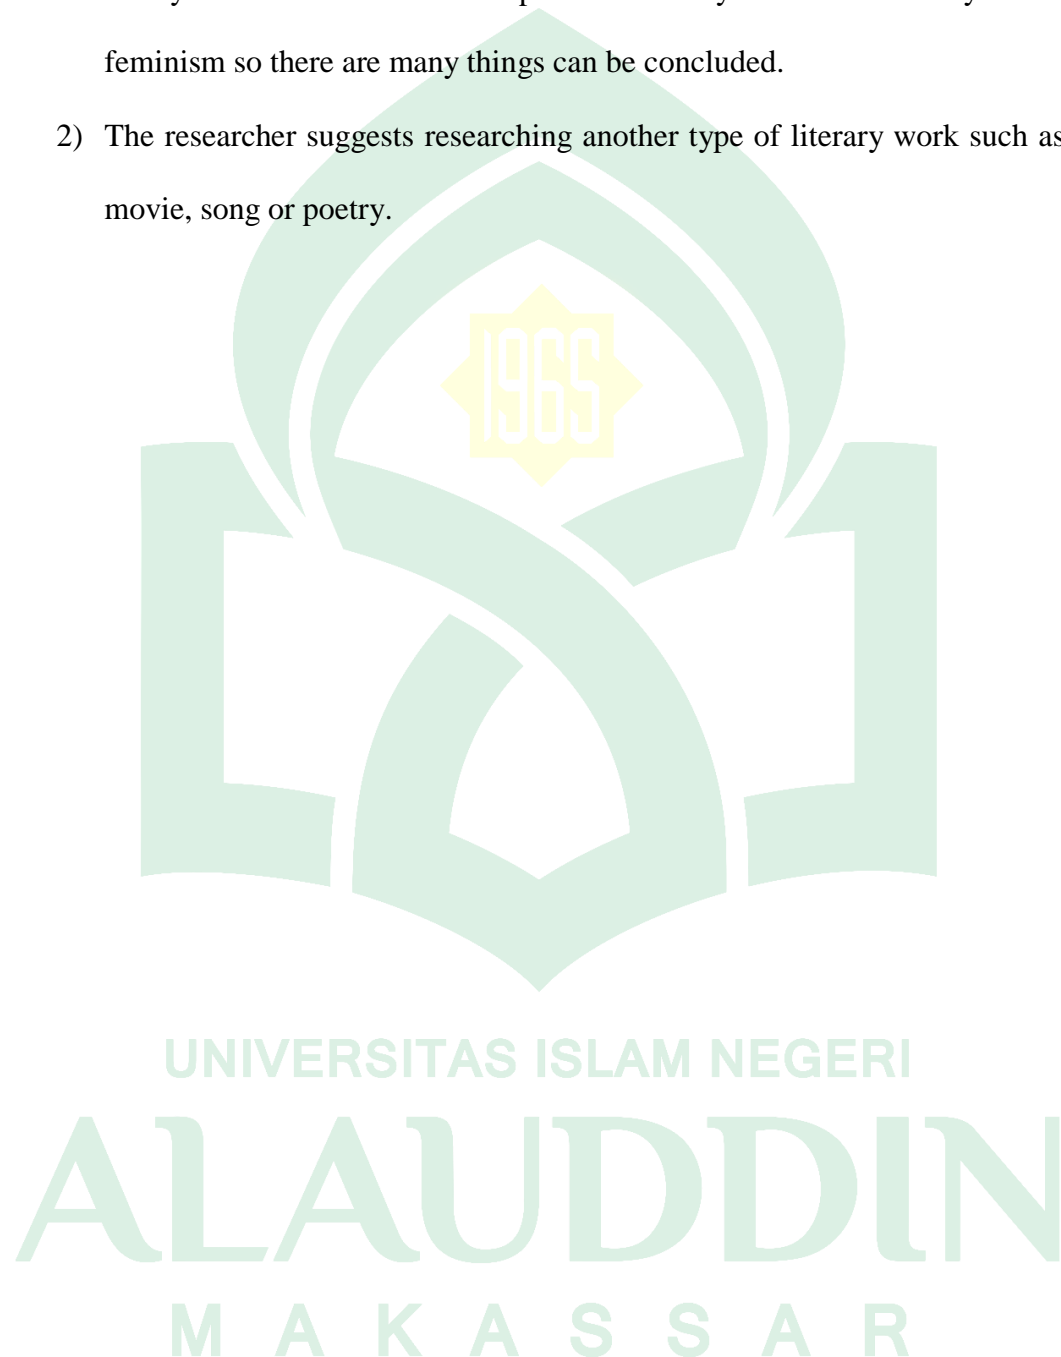 feminism so there are many things can be concluded.
2) The researcher suggests researching another type of literary work such as
movie, song or poetry.
1965
UNIVERSITAS ISLAM NEGERI
ALAUDDIN
MAKASSAR